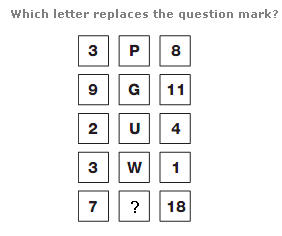 Which letter replaces the question mark?
3 P 8
9 G 11
2 U 4
3 W 1
7 ? 18